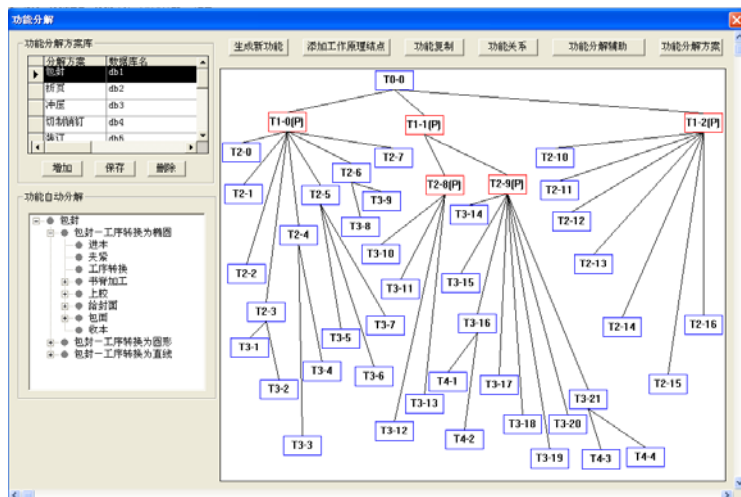 功能分解
功能分解方案库
分解方案 数据库名
包封 db1
折页 db2
冲压 db3
切制销钉 db4
装订 db5
增加 保存 删除
功能自动分解
包封
包封—工序转换为椭圆
进本
夹紧
工序转换
书脊加工
上胶
给封面
包面
收本
包封—工序转换为圆形
包封—工序转换为直线
生成新功能 添加工作原理结点 功能复制 功能关系 功能分解辅助 功能分解方案
T0-0
T1-0(P) T1-1(P) T1-2(P)
T2-0 T2-7 T2-10
T2-6
T2-1 T2-5 T3-9 T2-8(P) T2-9(P) T2-11
T3-8 T3-14 T2-12
T2-4
T3-10
T2-2 T3-11 T3-15 T2-13
T2-3 T3-7 T3-16 T2-14 T2-16
T3-1 T3-5
T3-4 T3-6 T4-1 T3-17 T2-15
T3-2 T3-13 T3-21
T3-12 T3-18 T3-20
T3-3 T4-2 T3-19 T4-3 T4-4